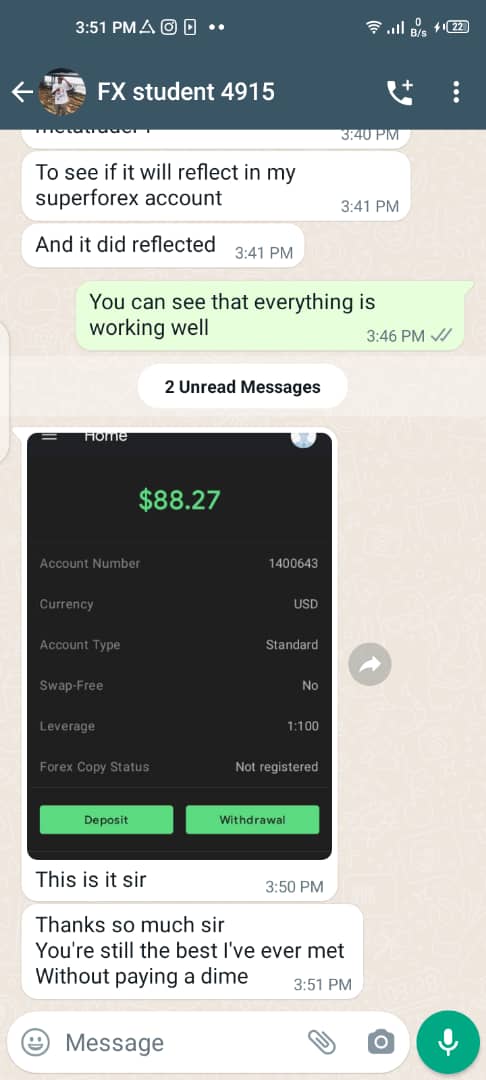 3:51 PM
0
B/s
22
FX student 4915
3:40 PM
To see if it will reflect in my
superforex account
3:41 PM
And it did reflected
3:41 PM
You can see that everything is
working well
3:46 PM
2 Unread Messages
Home
$88.27
Account Number 1400643
Currency USD
Account Type Standard
Swap-Free No
Leverage 1:100
Forex Copy Status Not registered
Deposit Withdrawal
This is it sir
3:50 PM
Thanks so much sir
You're still the best I've ever met
Without paying a dime
3:51 PM
Message